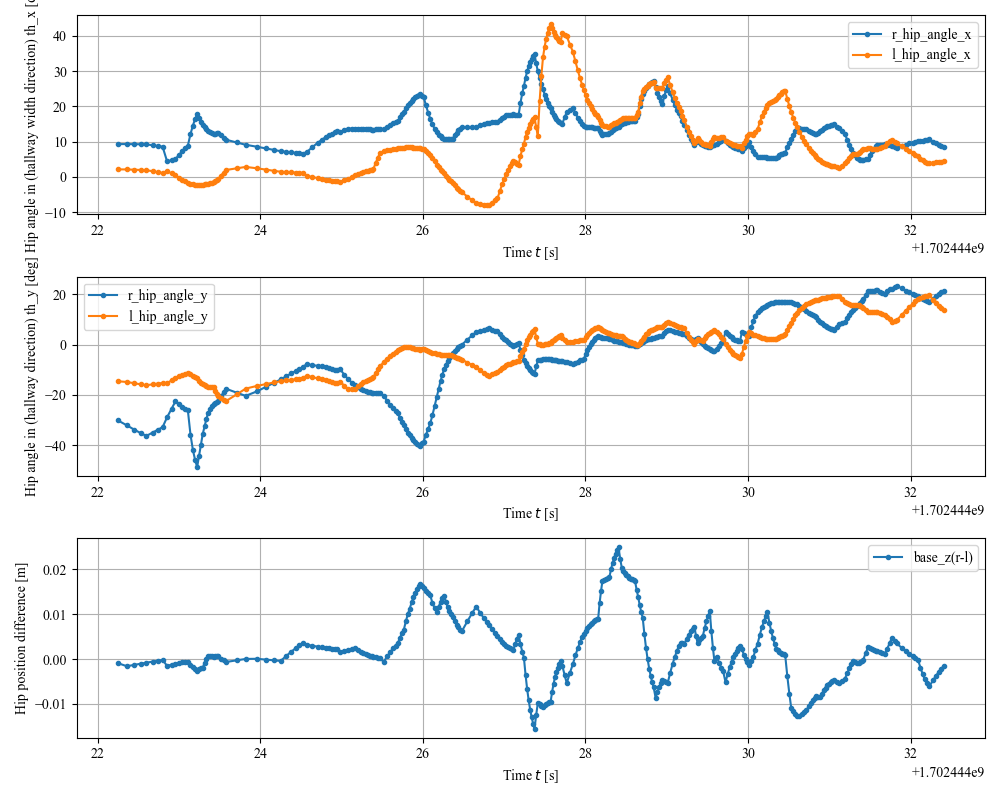 40
30
20
10
0
−10
Hip angle in (hallway width direction) th_x
r_hip_angle_x
l_hip_angle_x
22
24
26
28
30
32
Time t [s]
+1.702444e9
20
0
−20
−40
Hip angle in (hallway direction) th_y [deg]
r_hip_angle_y
l_hip_angle_y
22
24
26
28
30
32
Time t [s]
+1.702444e9
0.02
0.01
0.00
−0.01
Hip position difference [m]
base_z(r-l)
22
24
26
28
30
32
Time t [s]
+1.702444e9